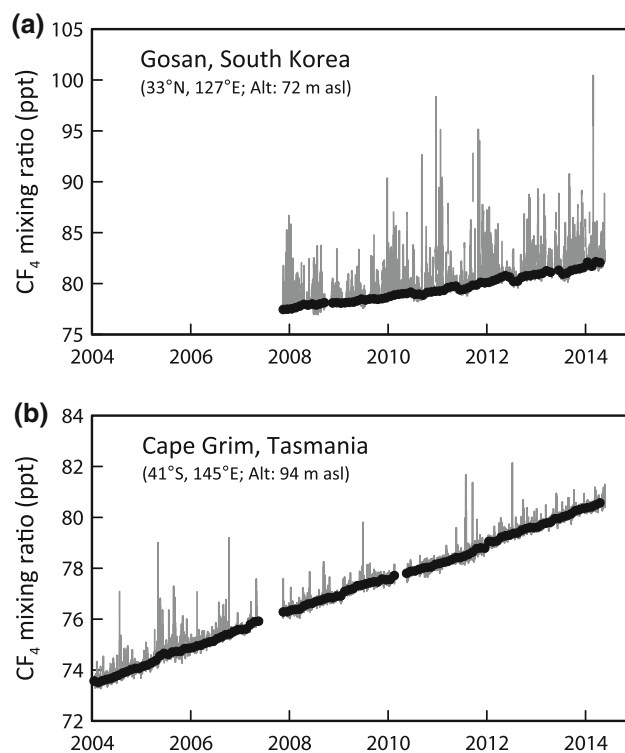 (a)
105
100
95
90
85
80
75
CF4 mixing ratio (ppt)
Gosan, South Korea
(33°N, 127°E; Alt: 72 m asl)
2004 2006 2008 2010 2012 2014
(b)
84
82
80
78
76
74
72
CF4 mixing ratio (ppt)
Cape Grim, Tasmania
(41°S, 145°E; Alt: 94 m asl)
2004 2006 2008 2010 2012 2014